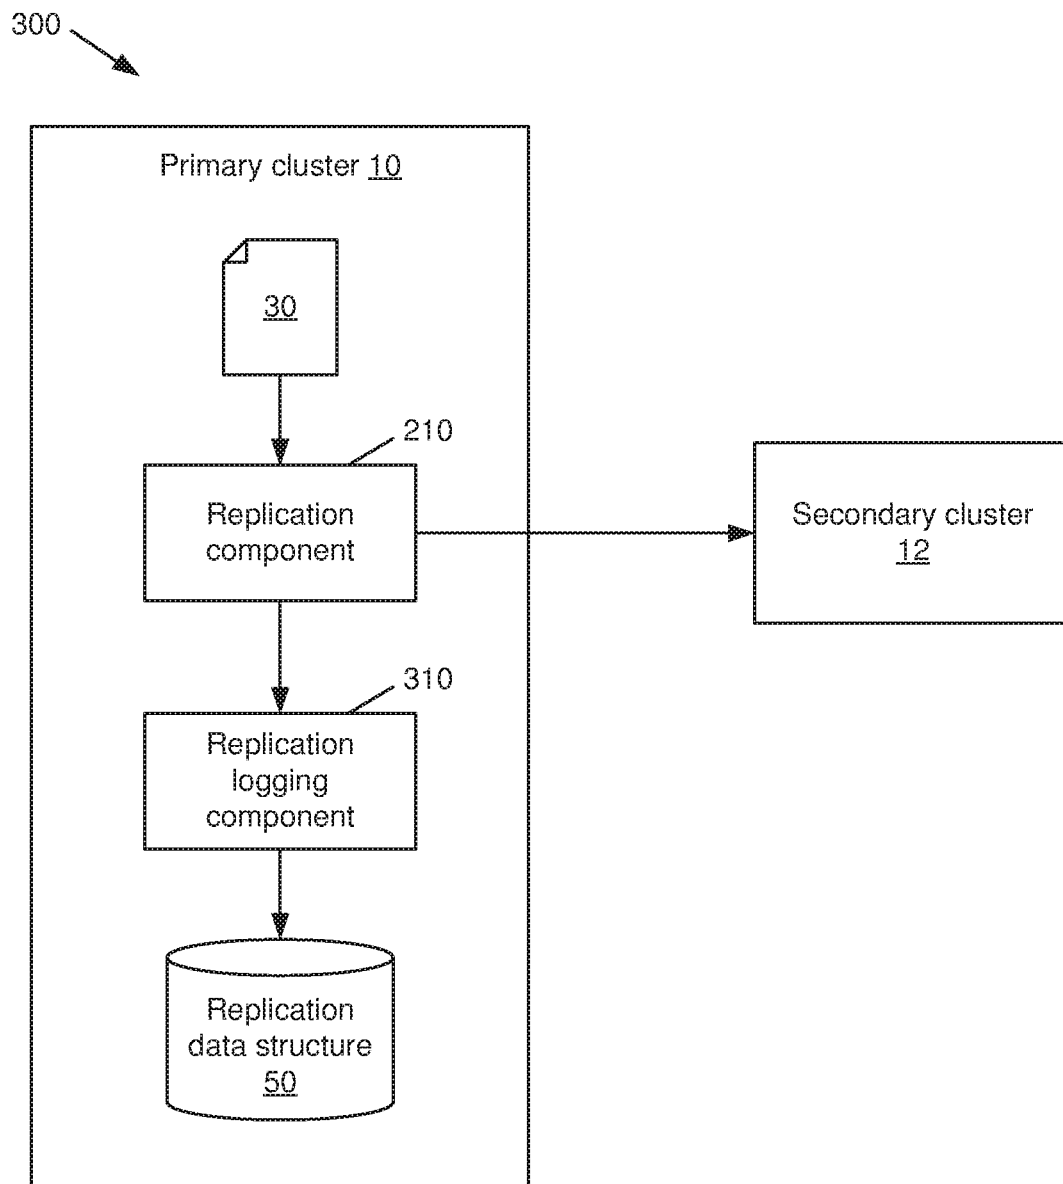 300
Primary cluster 10
30
210
Replication
component
Secondary cluster
12
310
Replication
logging
component
Replication
data structure
50